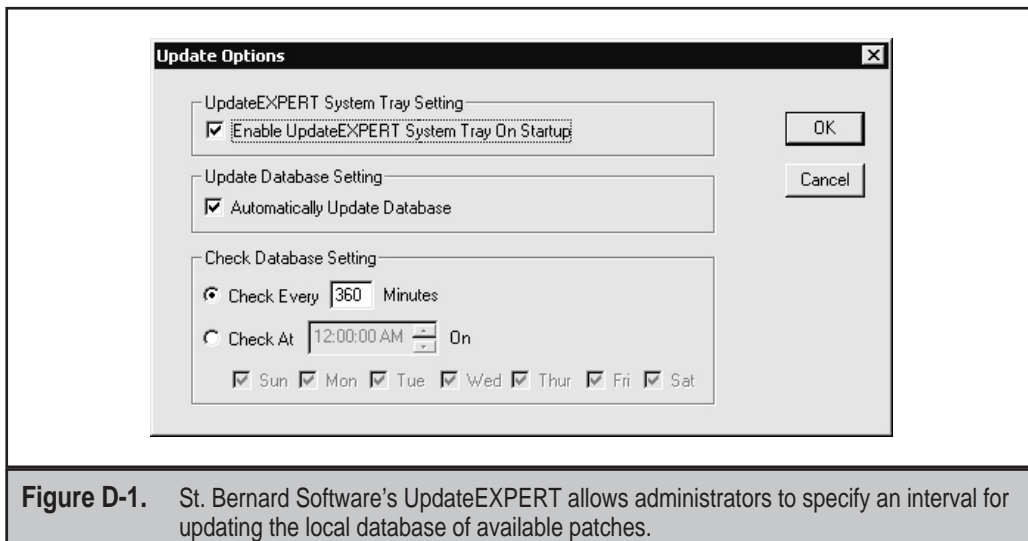 Update Options
UpdateEXPERT System Tray Setting
Enable UpdateEXPERT System Tray On Startup
OK
Update Database Setting
Cancel
Automatically Update Database
Check Database Setting
Check Every 360 Minutes
Check At 12:00:00 AM On
Sun Mon Tue Wed Thur Fri Sat
Figure D-1. St. Bernard Software's UpdateEXPERT allows administrators to specify an interval for
updating the local database of available patches.